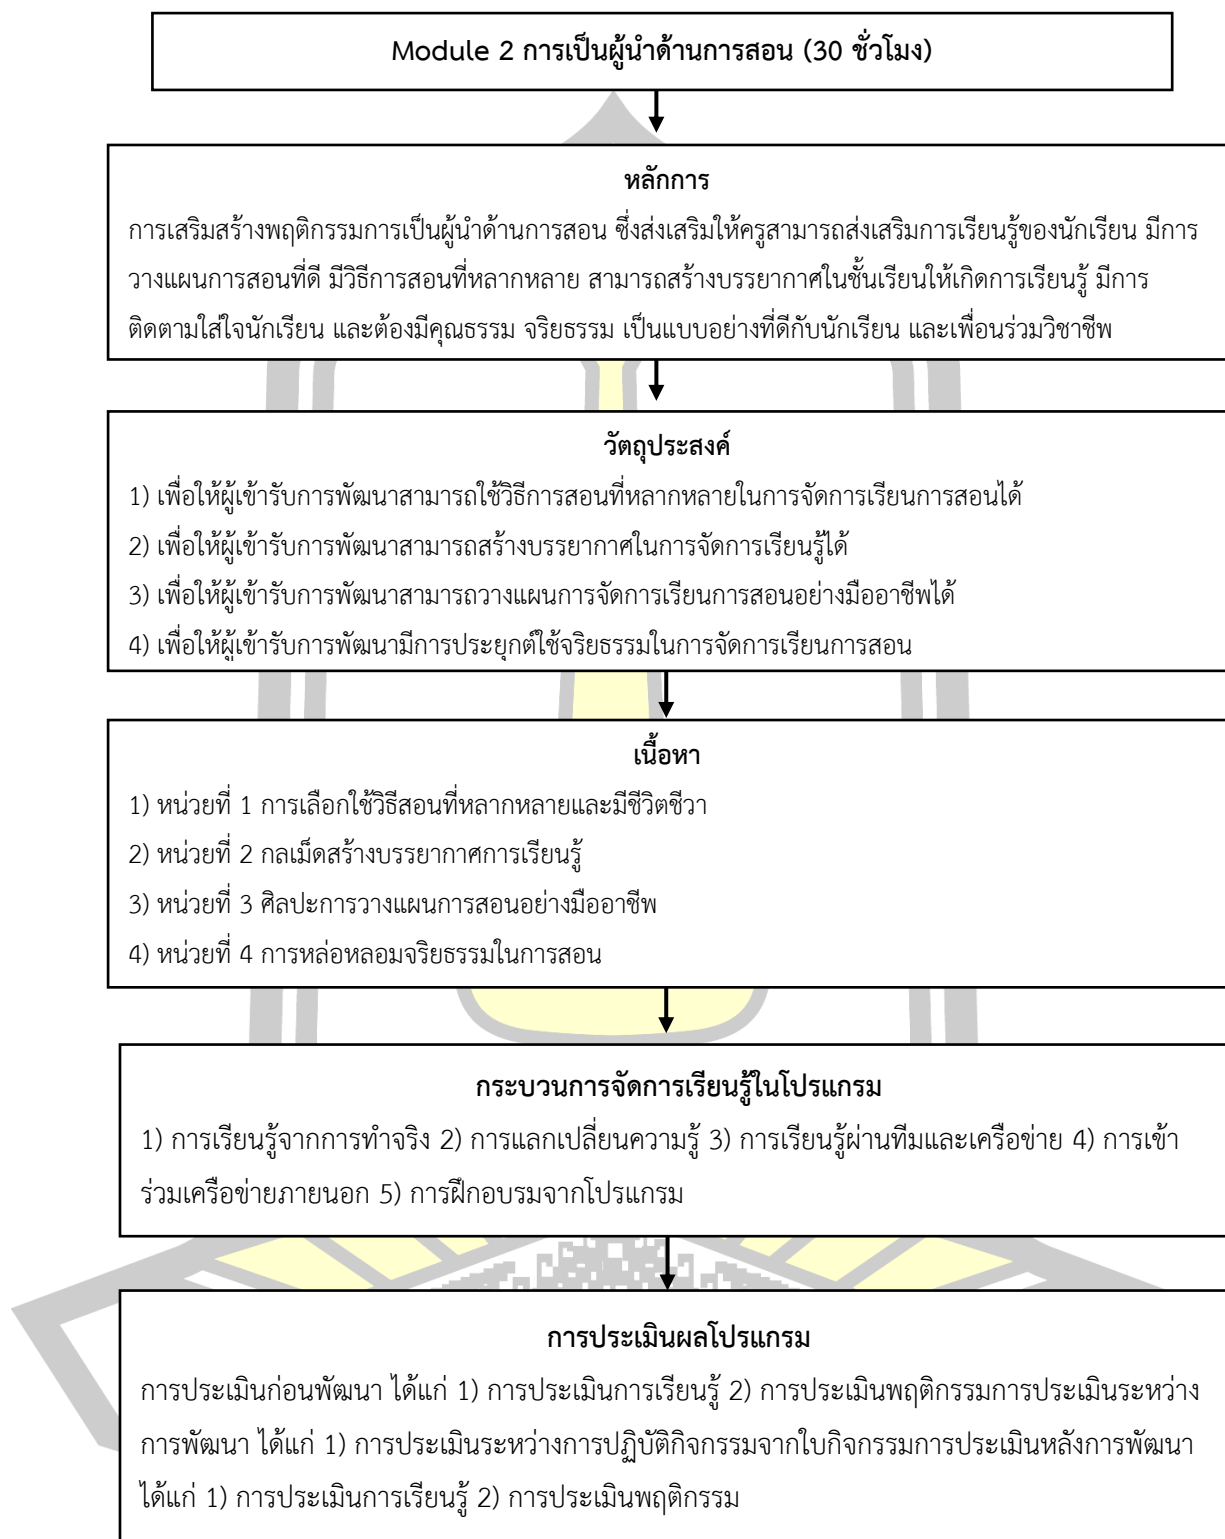 Module 2 การเป็นผู้นำด้านการสอน (30 ชั่วโมง)
หลักการ
การเสริมสร้างพฤติกรรมการเป็นผู้นำด้านการสอน ซึ่งส่งเสริมให้ครูสามารถส่งเสริมการเรียนรู้ของนักเรียน มีการ
วางแผนการสอนที่ดี มีวิธีการสอนที่หลากหลาย สามารถสร้างบรรยากาศในชั้นเรียนให้เกิดการเรียนรู้ มีการ
ติดตามใส่ใจนักเรียน และต้องมีคุณธรรม จริยธรรม เป็นแบบอย่างที่ดีกับนักเรียน และเพื่อนร่วมวิชาชีพ
วัตถุประสงค์
1) เพื่อให้ผู้เข้ารับการพัฒนาสามารถใช้วิธีการสอนที่หลากหลายในการจัดการเรียนการสอนได้
2) เพื่อให้ผู้เข้ารับการพัฒนาสามารถสร้างบรรยากาศในการจัดการเรียนรู้ได้
3) เพื่อให้ผู้เข้ารับการพัฒนาสามารถวางแผนการจัดการเรียนการสอนอย่างมืออาชีพได้
4) เพื่อให้ผู้เข้ารับการพัฒนามีการประยุกต์ใช้จริยธรรมในการจัดการเรียนการสอน
เนื้อหา
1) หน่วยที่ 1 การเลือกใช้วิธีสอนที่หลากหลายและมีชีวิตชีวา
2) หน่วยที่ 2 กลเม็ดสร้างบรรยากาศการเรียนรู้
3) หน่วยที่ 3 ศิลปะการวางแผนการสอนอย่างมืออาชีพ
4) หน่วยที่ 4 การหล่อหลอมจริยธรรมในการสอน
กระบวนการจัดการเรียนรู้ในโปรแกรม
1) การเรียนรู้จากการทำจริง 2) การแลกเปลี่ยนความรู้ 3) การเรียนรู้ผ่านทีมและเครือข่าย 4) การเข้า
ร่วมเครือข่ายภายนอก 5) การฝึกอบรมจากโปรแกรม
การประเมินผลโปรแกรม
การประเมินก่อนพัฒนา ได้แก่ 1) การประเมินการเรียนรู้ 2) การประเมินพฤติกรรมการประเมินระหว่าง
การพัฒนา ได้แก่ 1) การประเมินระหว่างการปฏิบัติกิจกรรมจากใบกิจกรรมการประเมินหลังการพัฒนา
ได้แก่ 1) การประเมินการเรียนรู้ 2) การประเมินพฤติกรรม